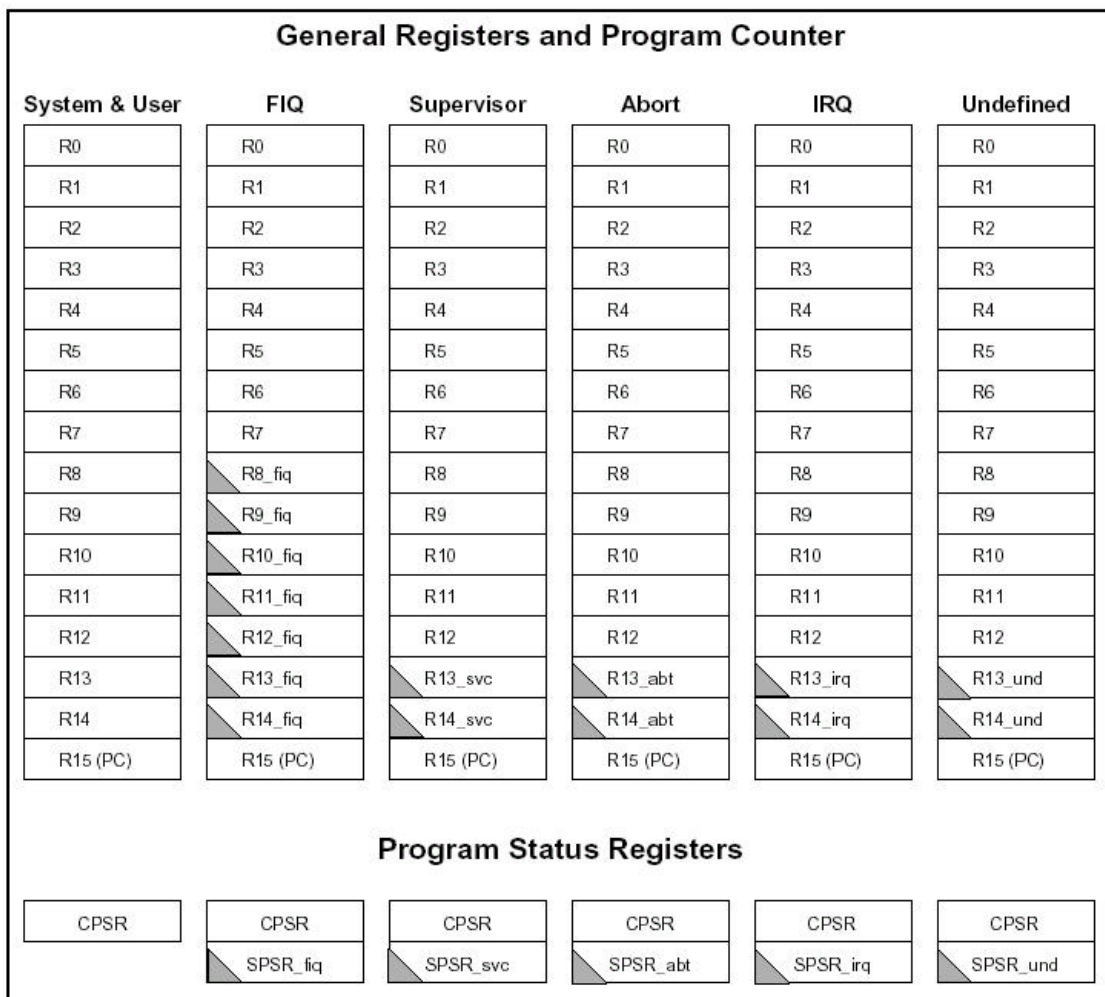 General Registers and Program Counter
System & User FIQ Supervisor Abort IRQ Undefined
R0 R0 R0 R0 R0 R0
R1 R1 R1 R1 R1 R1
R2 R2 R2 R2 R2 R2
R3 R3 R3 R3 R3 R3
R4 R4 R4 R4 R4 R4
R5 R5 R5 R5 R5 R5
R6 R6 R6 R6 R6 R6
R7 R7 R7 R7 R7 R7
R8 R8_fiq R8 R8 R8 R8
R9 R9_fiq R9 R9 R9 R9
R10 R10_fiq R10 R10 R10 R10
R11 R11_fiq R11 R11 R11 R11
R12 R12_fiq R12 R12 R12 R12
R13 R13_fiq R13_svc R13_abt R13_irq R13_und
R14 R14_fiq R14_svc R14_abt R14_irq R14_und
R15 (PC) R15 (PC) R15 (PC) R15 (PC) R15 (PC) R15 (PC)
Program Status Registers
CPSR CPSR CPSR CPSR CPSR CPSR
SPSR_fiq SPSR_svc SPSR_abt SPSR_irq SPSR_und